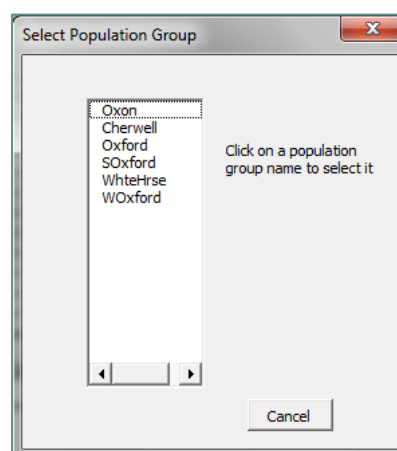 Select Population Group
X
Oxon
Cherwell
Oxford
SOxford
WhteHrse
WOxford
Click on a population
group name to select it
Cancel